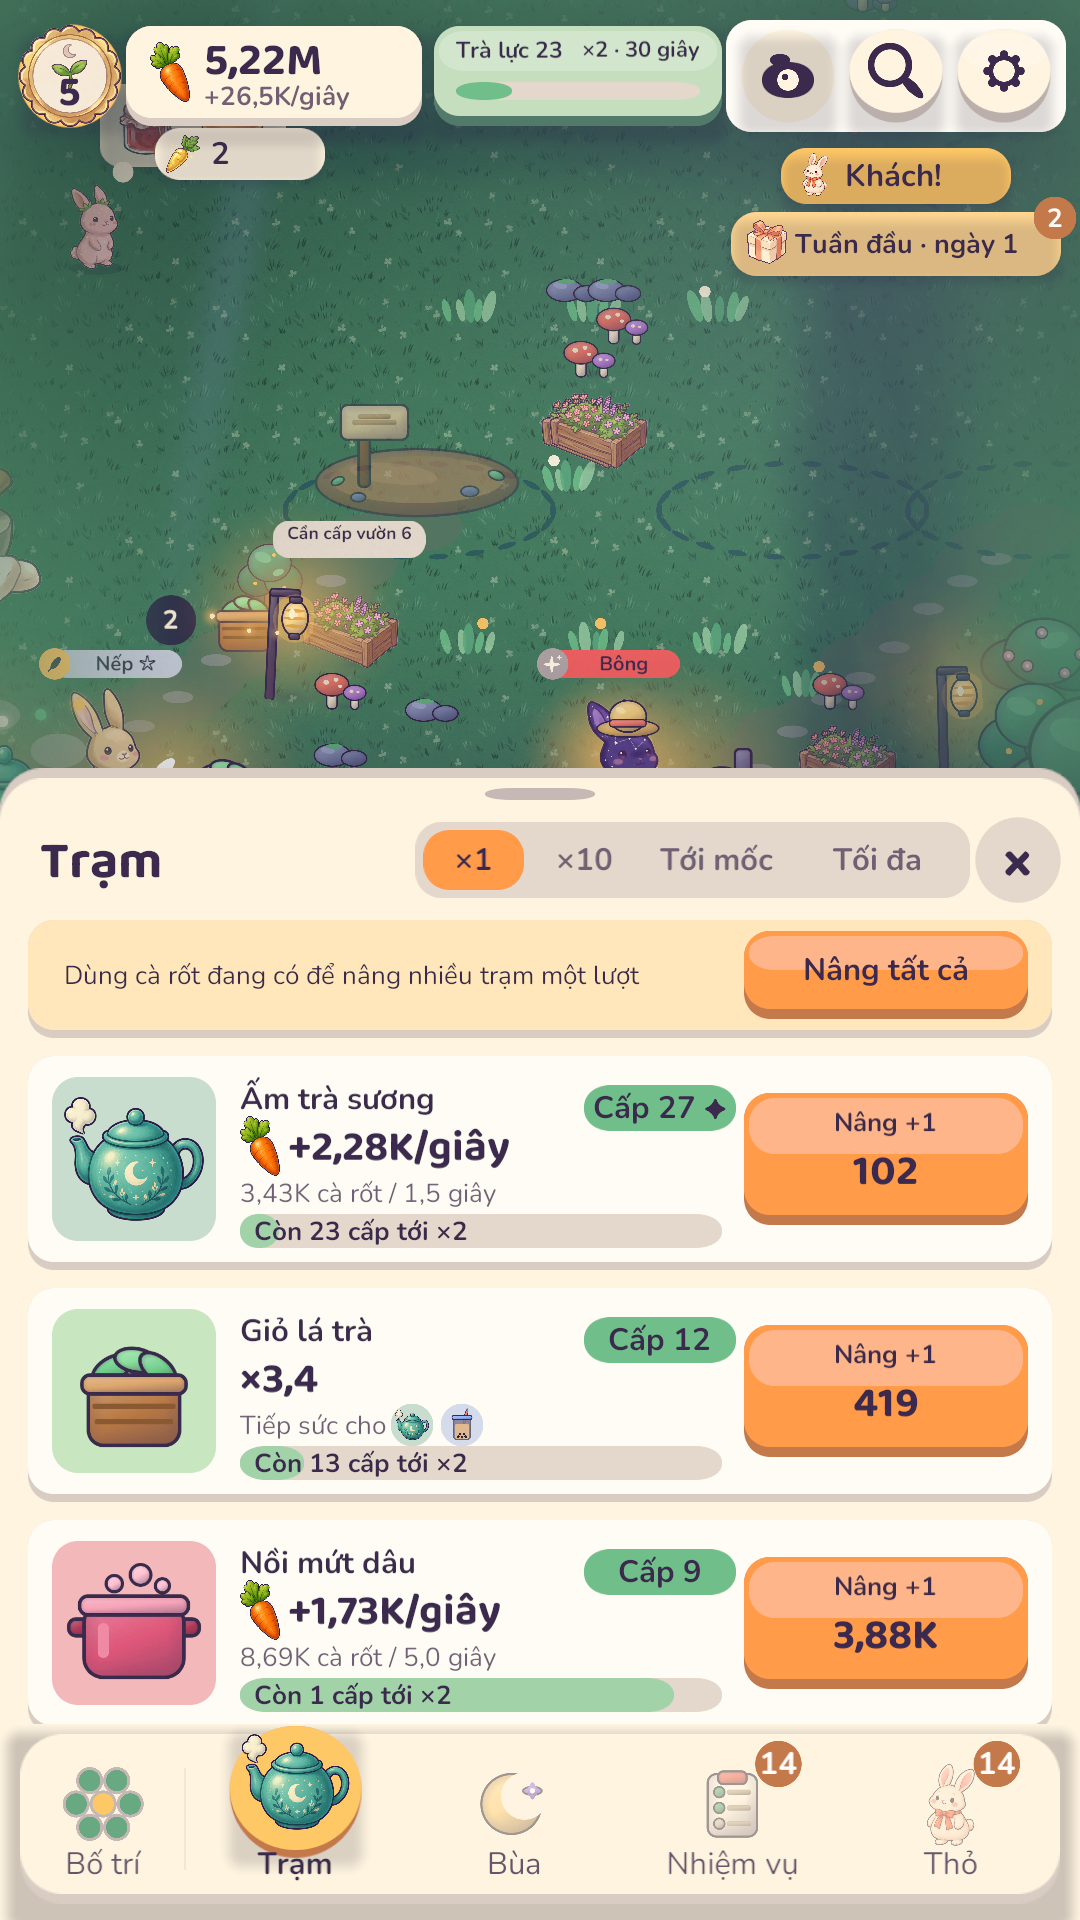 5
5,22M
+26,5K/giây
Trà lực 23 ×2 · 30 giây
2
Khách!
Tuần đầu · ngày 1
2
Cần cấp vườn 6
2
Nếp ☆
Bông
Trạm
×1
×10
Tới mốc
Tối đa
Dùng cà rốt đang có để nâng nhiều trạm một lượt
Nâng tất cả
Ấm trà sương
Cấp 27 ✦
+2,28K/giây
3,43K cà rốt / 1,5 giây
Còn 23 cấp tới ×2
Nâng +1
102
Giỏ lá trà
Cấp 12
×3,4
Tiếp sức cho
Còn 13 cấp tới ×2
Nâng +1
419
Nồi mứt dâu
Cấp 9
+1,73K/giây
8,69K cà rốt / 5,0 giây
Còn 1 cấp tới ×2
Nâng +1
3,88K
14
14
Bố trí
Trạm
Bùa
Nhiệm vụ
Thỏ